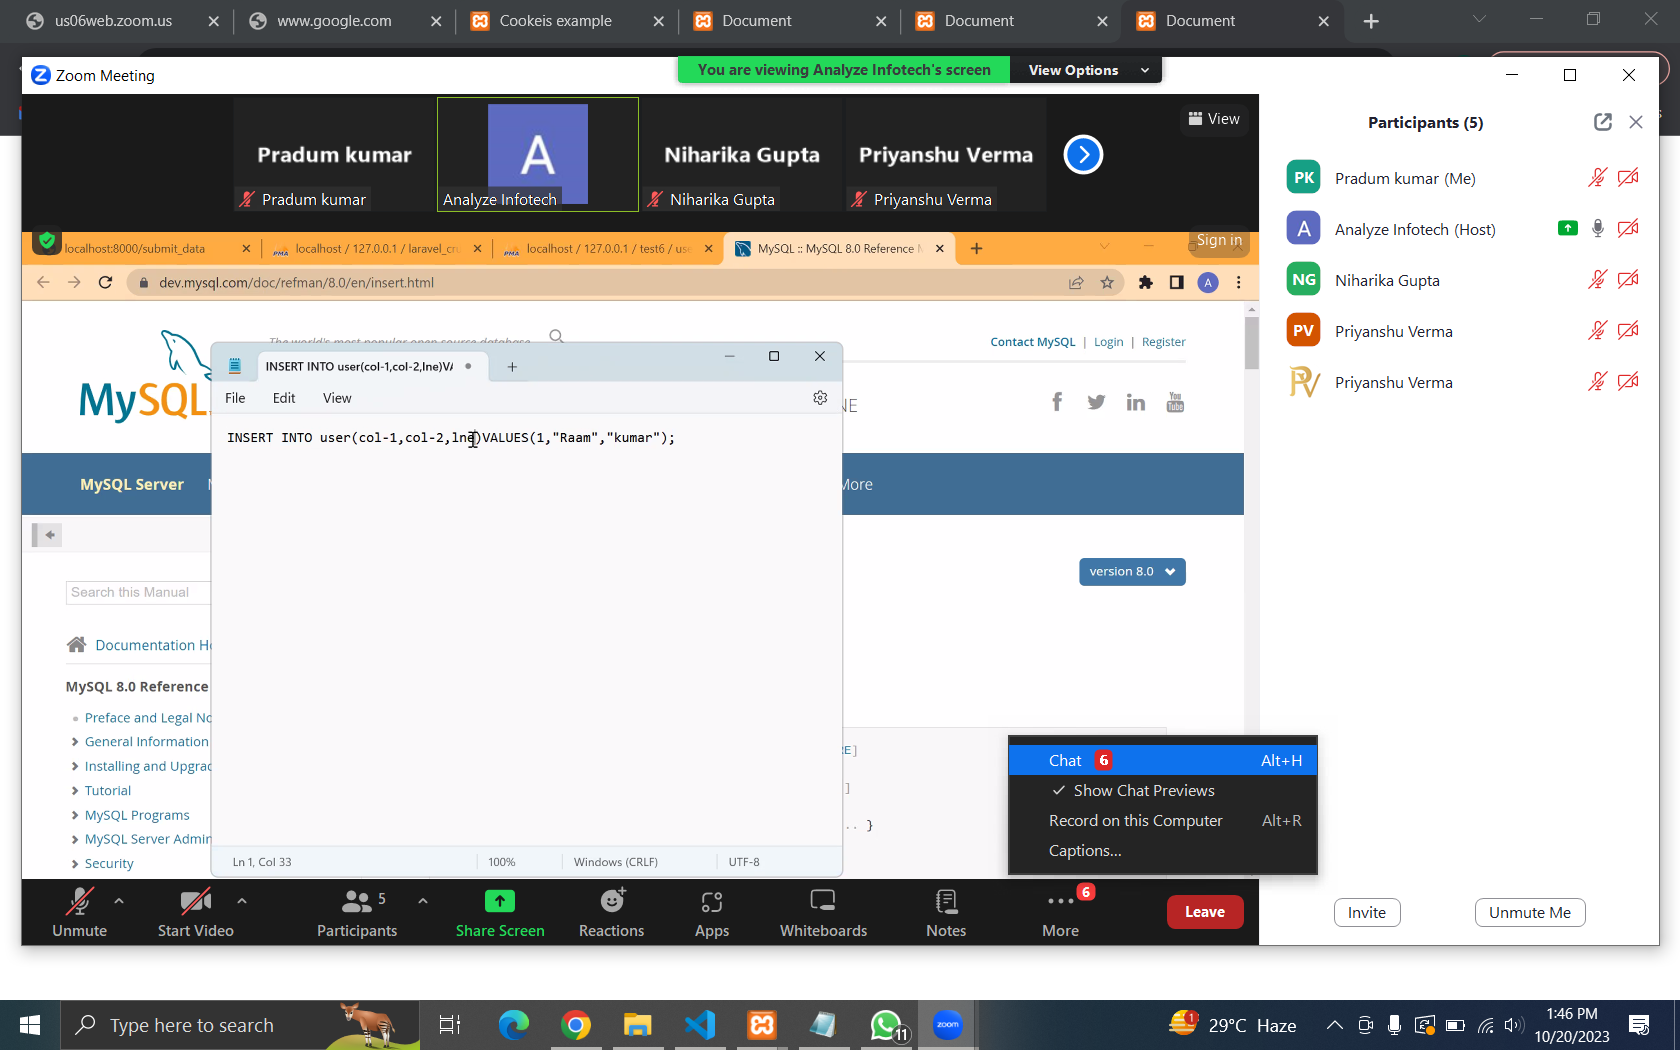 us06web.zoom.us
www.google.com
Cookeis example
Document
Document
Document
Zoom Meeting
You are viewing Analyze Infotech's screen
View Options
View
Pradum kumar
Pradum kumar
A
Analyze Infotech
Niharika Gupta
Niharika Gupta
Priyanshu Verma
Priyanshu Verma
localhost:8000/submit_data
localhost / 127.0.0.1 / laravel_cru
localhost / 127.0.0.1 / test6 / use
MySQL :: MySQL 8.0 Reference M
Sign in
dev.mysql.com/doc/refman/8.0/en/insert.html
A
The world's most popular open source database
Contact MySQL | Login | Register
MySQL
NE
You
Tube
INSERT INTO user(col-1,col-2,lne)V
File Edit View
INSERT INTO user(col-1,col-2,lne)VALUES(1,"Raam","kumar");
MySQL Server
More
version 8.0
Search this Manual
Documentation Ho
MySQL 8.0 Reference
Preface and Legal No
General Information
Installing and Upgrad
Tutorial
MySQL Programs
MySQL Server Admin
Security
E]
]
.. }
Ln 1, Col 33 100% Windows (CRLF) UTF-8
Chat 6 Alt+H
Show Chat Previews
Record on this Computer Alt+R
Captions...
Participants (5)
PK Pradum kumar (Me)
A Analyze Infotech (Host)
NG Niharika Gupta
PV Priyanshu Verma
PV Priyanshu Verma
Unmute
Start Video
5
Participants
Share Screen
Reactions
Apps
Whiteboards
Notes
6
More
Leave
Invite
Unmute Me
Type here to search
11
zoom
1
29°C Haze
1:46 PM
10/20/2023